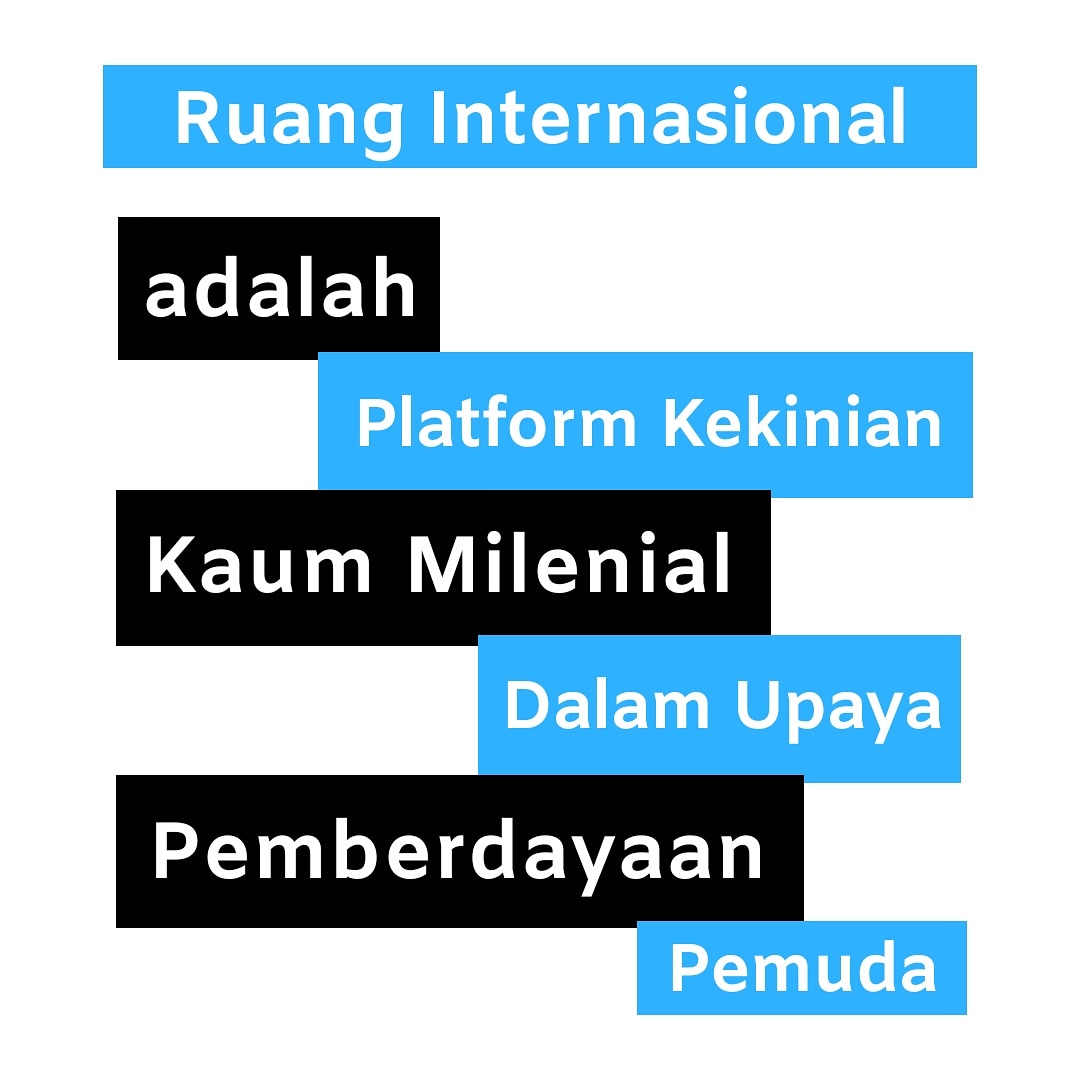 Ruang Internasional
adalah
Platform Kekinian
Kaum Milenial
Dalam Upaya
Pemberdayaan
Pemuda